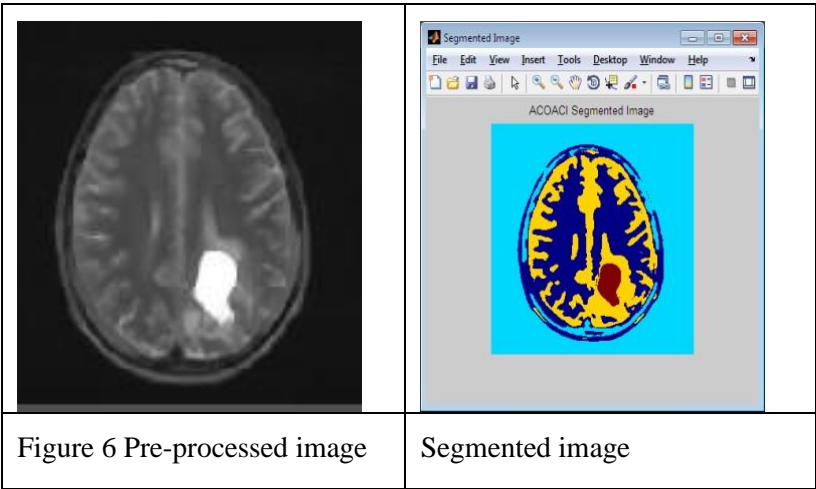 Segmented Image
File Edit View Insert Tools Desktop Window Help
ACOACI Segmented Image
Figure 6 Pre-processed image
Segmented image